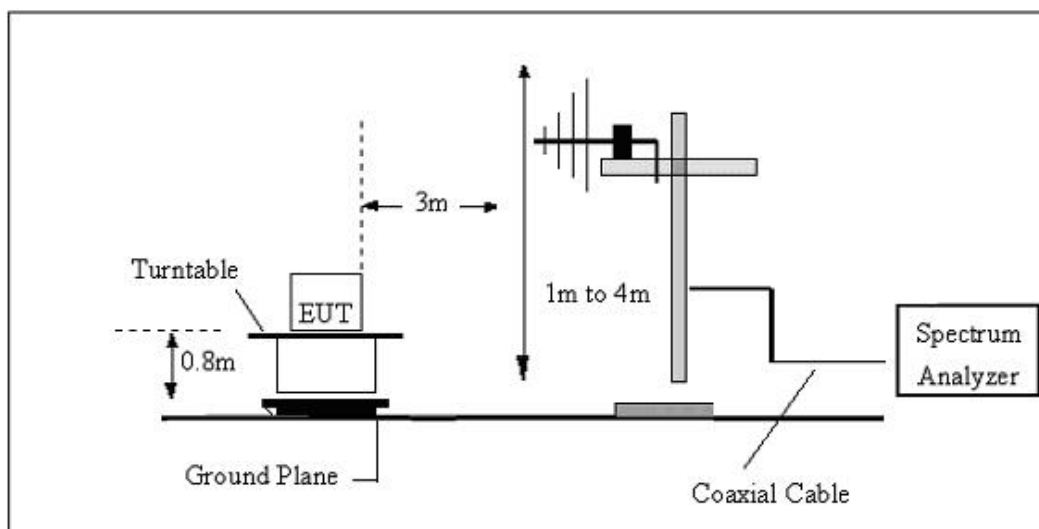 3m
Turntable
EUT
1m to 4m
0.8m
Spectrum
Analyzer
Ground Plane
Coaxial Cable